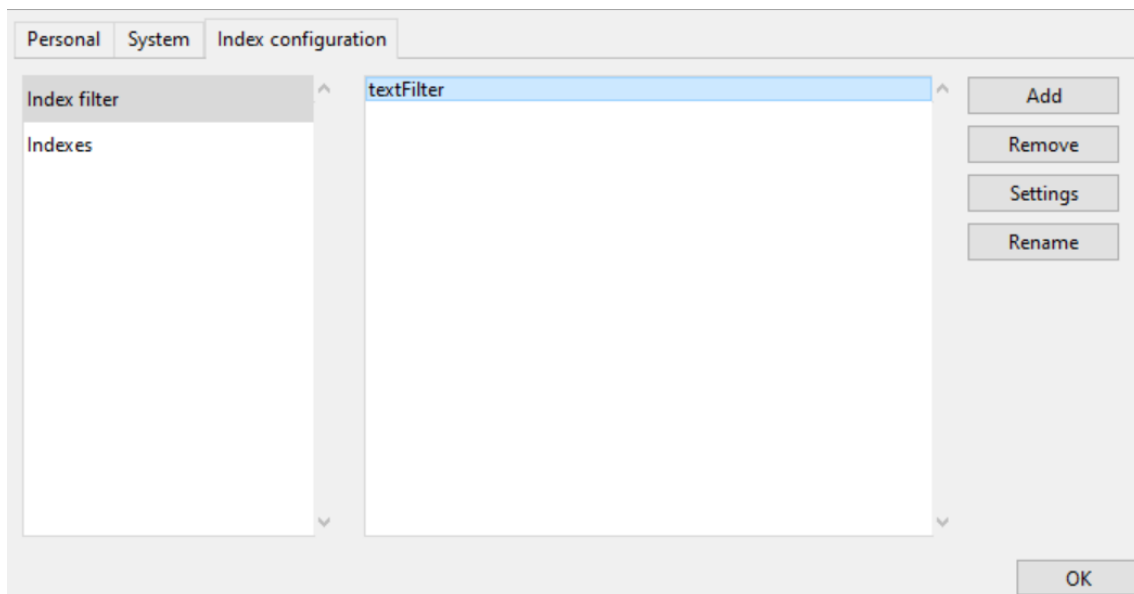 Personal
System
Index configuration
Index filter
Indexes
textFilter
Add
Remove
Settings
Rename
OK